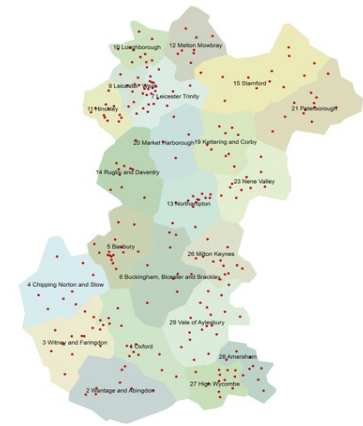 10 Loughborough
12 Melton Mowbray
9 Leicester West
15 Stamford
7 Leicester Trinity
11 Hinckley
21 Peterborough
20 Market Harborough
19 Kettering and Corby
14 Rugby and Daventry
23 Nene Valley
13 Northampton
5 Banbury
26 Milton Keynes
6 Buckingham, Bicester and Brackley
4 Chipping Norton and Stow
29 Vale of Aylesbury
3 Witney and Faringdon
1 Oxford
28 Amersham
27 High Wycombe
2 Wantage and Abingdon